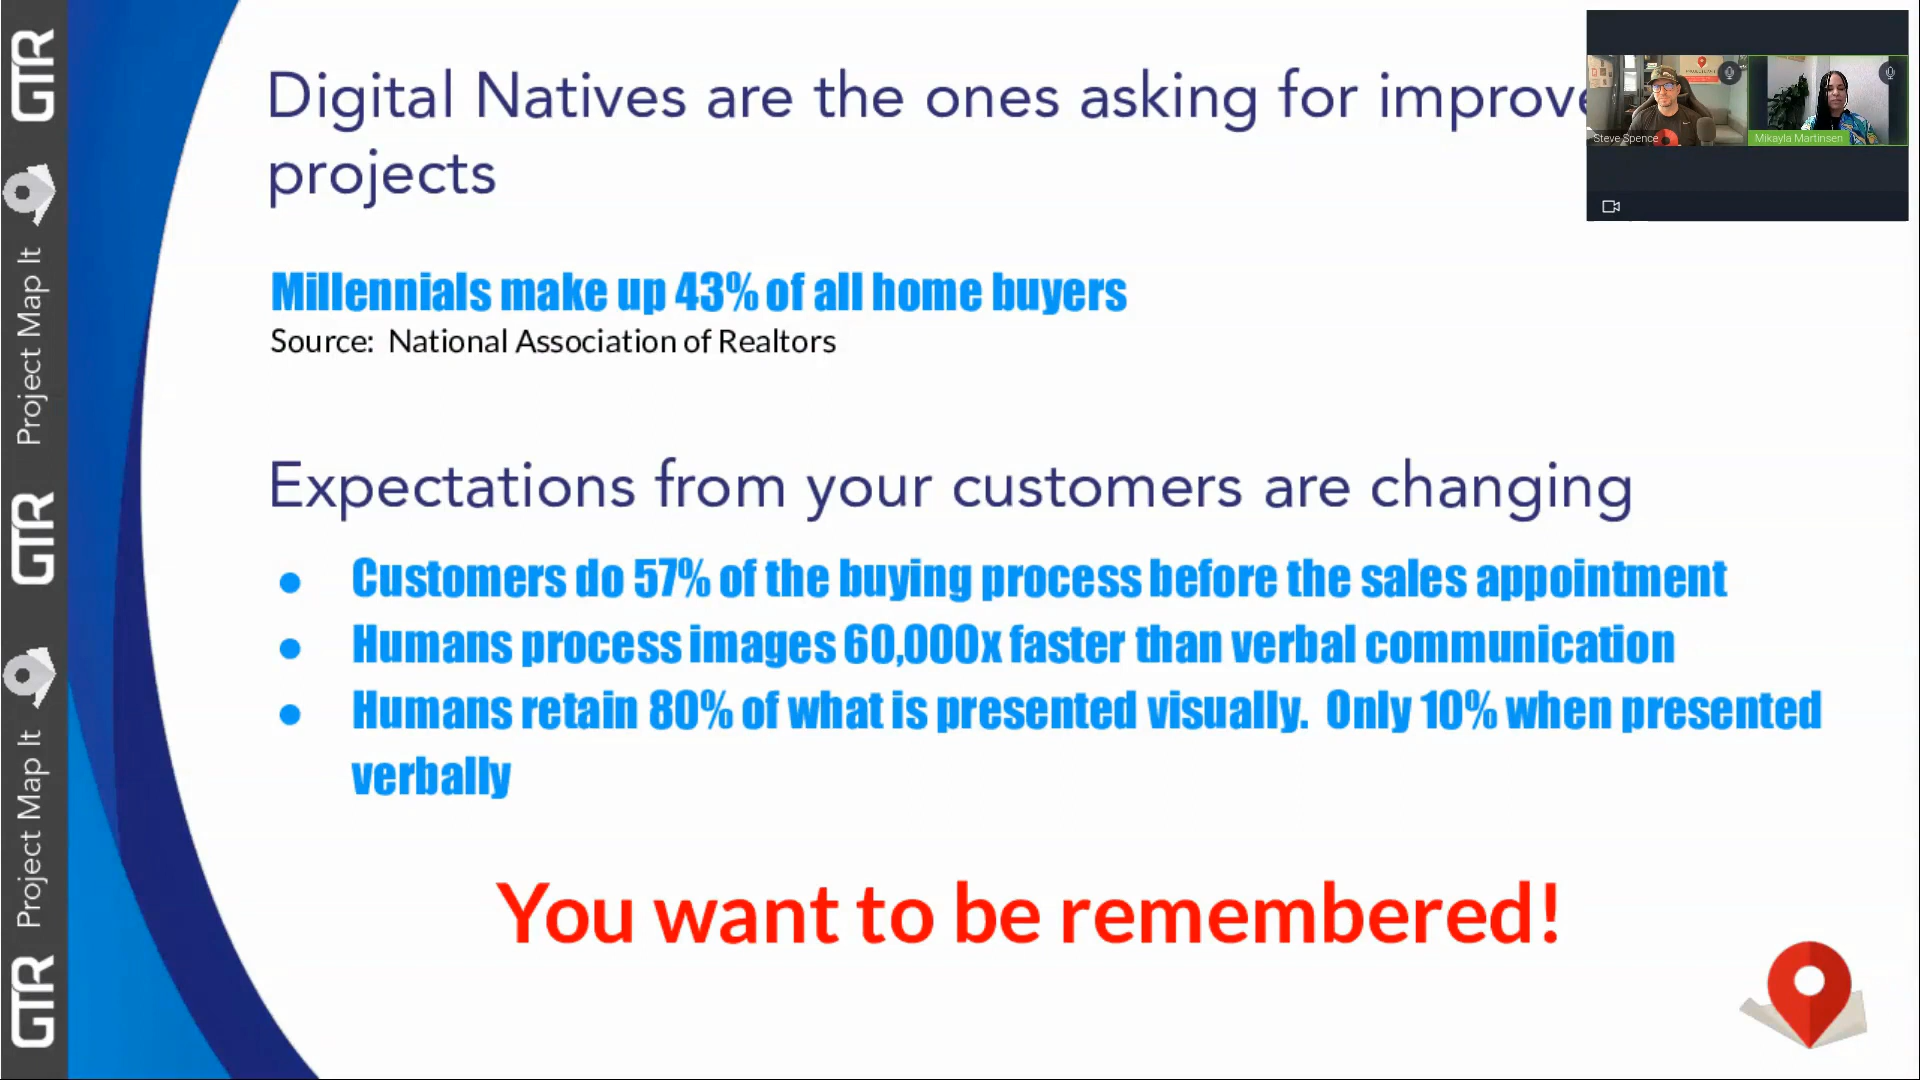 Digital Natives are the ones asking for improve
projects
Millennials make up 43% of all home buyers
Source: National Association of Realtors
Expectations from your customers are changing
● Customers do 57% of the buying process before the sales appointment
● Humans process images 60,000x faster than verbal communication
● Humans retain 80% of what is presented visually. Only 10% when presented
verbally
You want to be remembered!
GTR
Project Map It
GTR
Project Map It
GTR
Steve Spence
Mikayla Martinsen